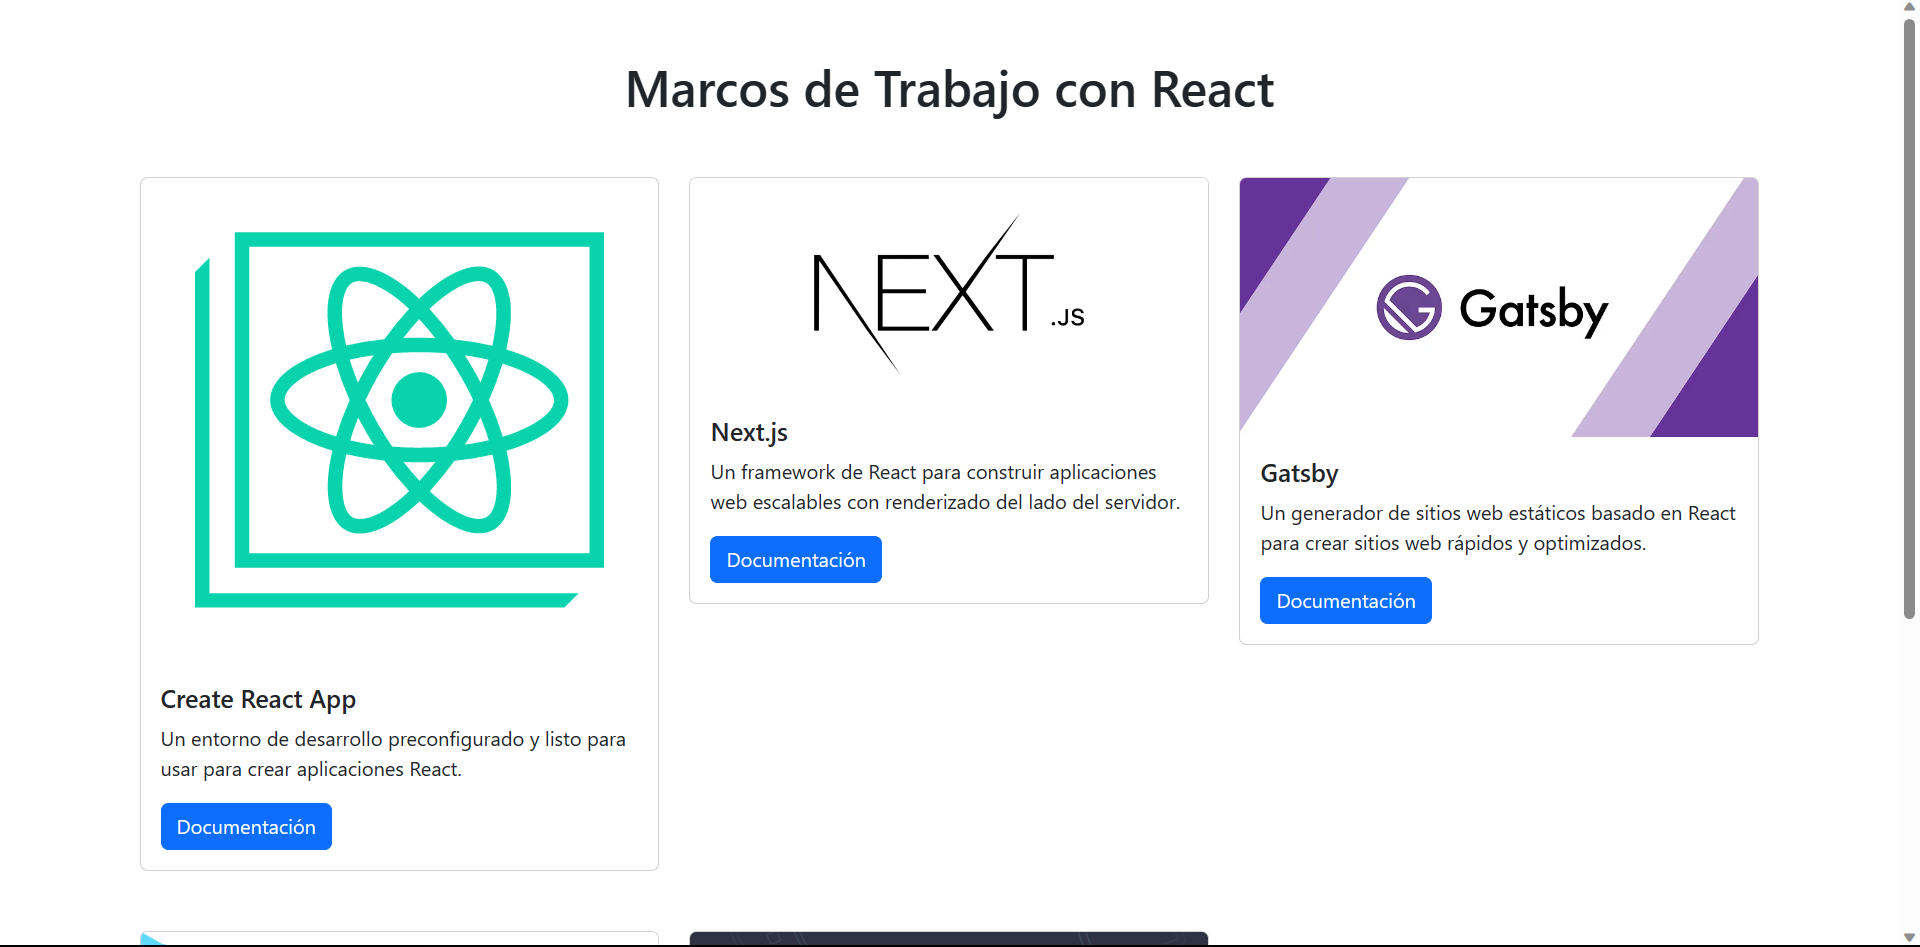 Marcos de Trabajo con React
Create React App
Un entorno de desarrollo preconfigurado y listo para
usar para crear aplicaciones React.
Documentación
NEXT.JS
Next.js
Un framework de React para construir aplicaciones
web escalables con renderizado del lado del servidor.
Documentación
Gatsby
Gatsby
Un generador de sitios web estáticos basado en React
para crear sitios web rápidos y optimizados.
Documentación